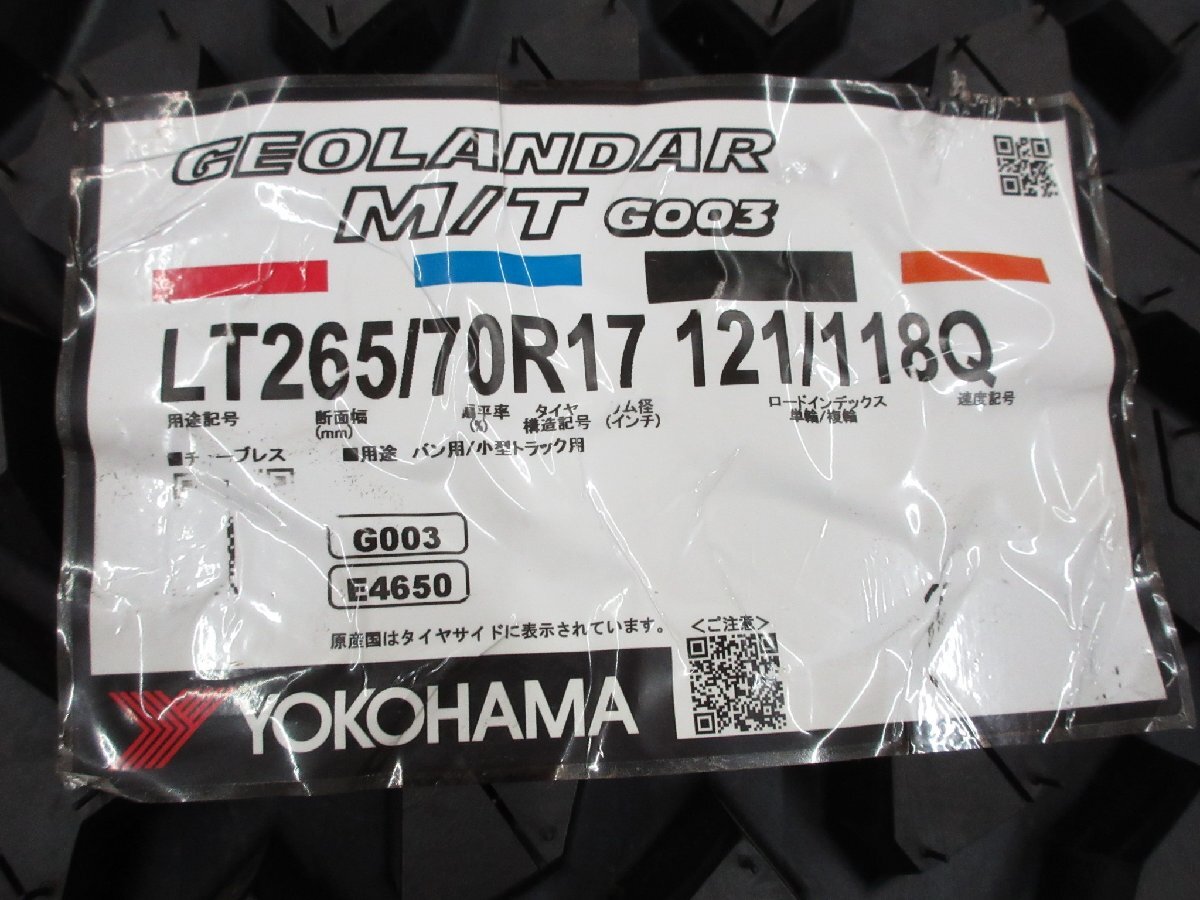 GEOLANDAR
M/T G003
LT265/70R17 121/118Q
用途記号 断面幅 (mm) 扁平率 (%) タイヤ 構造記号 リム径 (インチ) ロードインデックス 単輪/複輪 速度記号
■チューブレス ■用途 バン用/小型トラック用
G003
E4650
原産国はタイヤサイドに表示されています。
<ご注意>
YOKOHAMA